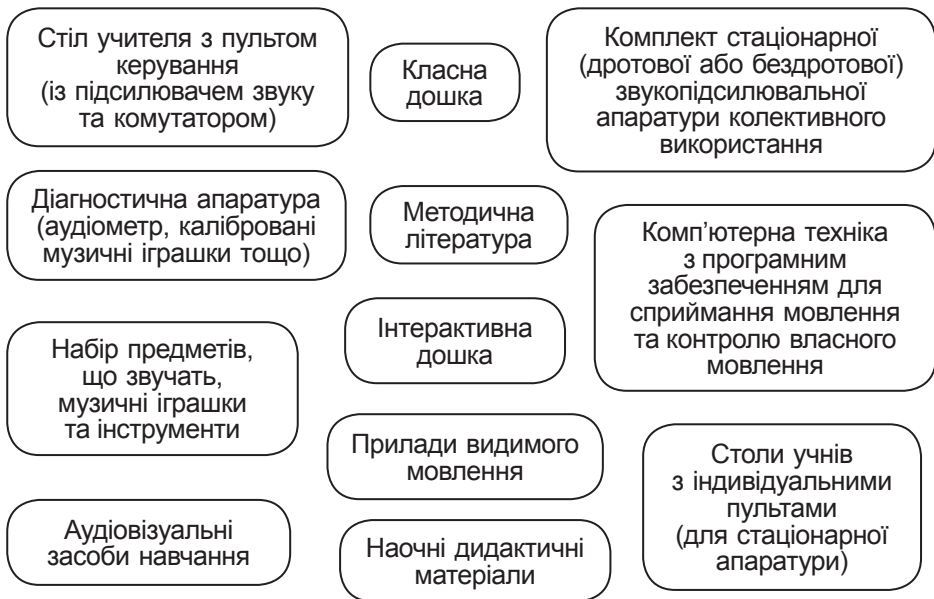 Стіл учителя з пультом
керування
(із підсилювачем звуку
та комутатором)
Класна
дошка
Комплект стаціонарної
(дротової або бездротової)
звукопідсилювальної
апаратури колективного
використання
Діагностична апаратура
(аудіометр, калібровані
музичні іграшки тощо)
Методична
література
Комп’ютерна техніка
з програмним
забезпеченням для
сприймання мовлення
та контролю власного
мовлення
Інтерактивна
дошка
Набір предметів,
що звучать,
музичні іграшки
та інструменти
Прилади видимого
мовлення
Столи учнів
з індивідуальними
пультами
(для стаціонарної
апаратури)
Аудіовізуальні
засоби навчання
Наочні дидактичні
матеріали